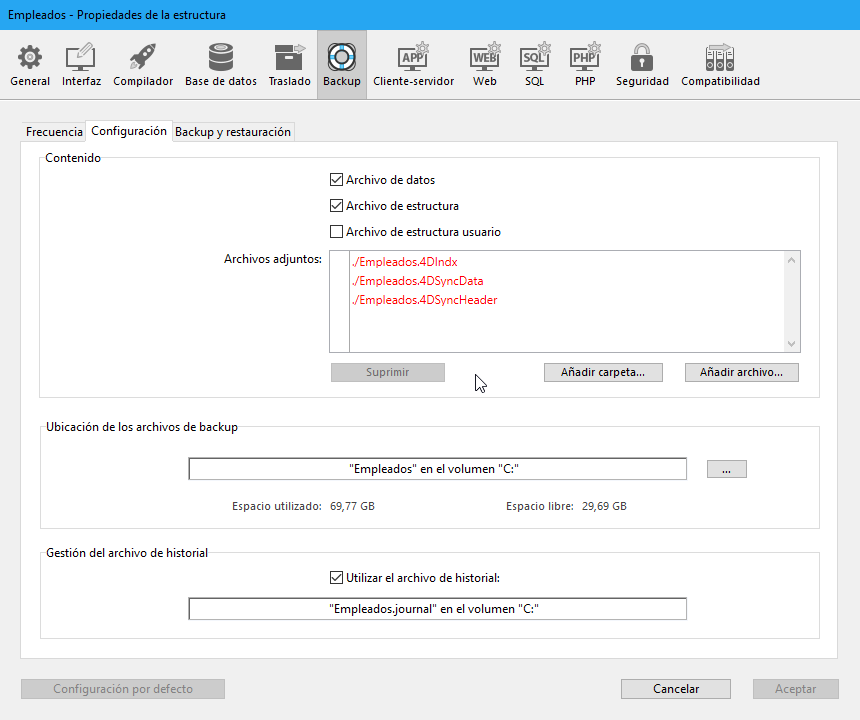 Empleados - Propiedades de la estructura
APP WEB SQL PHP
General Interfaz Compilador Base de datos Traslado Backup Cliente-servidor Web SQL PHP Seguridad Compatibilidad
Frecuencia Configuración Backup y restauración
Contenido
Archivo de datos
Archivo de estructura
Archivo de estructura usuario
Archivos adjuntos: ./Empleados.4DIndx
./Empleados.4DSyncData
./Empleados.4DSyncHeader
Suprimir Añadir carpeta... Añadir archivo...
Ubicación de los archivos de backup
"Empleados" en el volumen "C:" ...
Espacio utilizado: 69,77 GB Espacio libre: 29,69 GB
Gestión del archivo de historial
Utilizar el archivo de historial:
"Empleados.journal" en el volumen "C:"
Configuración por defecto Cancelar Aceptar